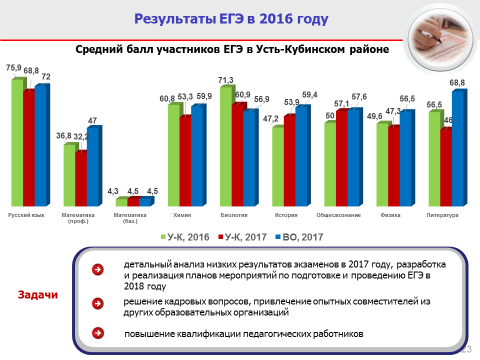 Результаты ЕГЭ в 2016 году
Средний балл участников ЕГЭ в Усть-Кубинском районе
75,9 68,8 72
36,8 32,2 47
4,3 4,5 4,5
60,8 53,3 59,9
71,3 60,9 56,9
47,2 53,9 59,4
50 57,1 57,6
49,6 47,3 56,5
56,5 46 68,8
Русский язык Математика (проф.) Математика (баз.) Химия Биология История Обществознание Физика Литература
У-К, 2016 У-К, 2017 ВО, 2017
Задачи
детальный анализ низких результатов экзаменов в 2017 году, разработка
и реализация планов мероприятий по подготовке и проведению ЕГЭ в
2018 году
решение кадровых вопросов, привлечение опытных совместителей из
других образовательных организаций
повышение квалификации педагогических работников
23